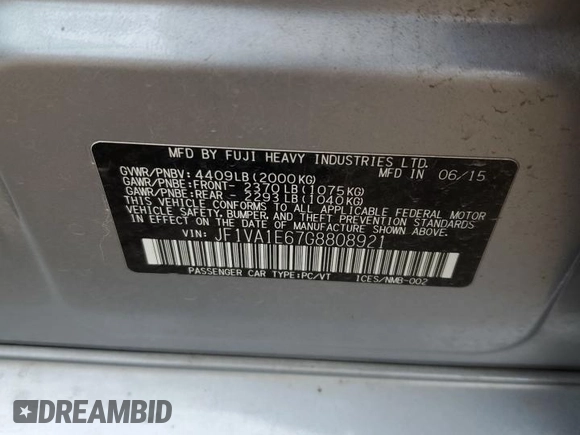 MFD BY FUJI HEAVY INDUSTRIES LTD.
GVWR/PNBV: 4409LB(2000KG) MFD IN 06/15
GAWR/PNBE:FRONT- 2370LB(1075KG)
GAWR/PNBE:REAR - 2293LB(1040KG)
THIS VEHICLE CONFORMS TO ALL APPLICABLE FEDERAL MOTOR
VEHICLE SAFETY, BUMPER, AND THEFT PREVENTION STANDARDS
IN EFFECT ON THE DATE OF MANUFACTURE SHOWN ABOVE.
VIN: JF1VA1E67G8808921
PASSENGER CAR TYPE:PC/VT ICES/NMB-002
DREAMBID